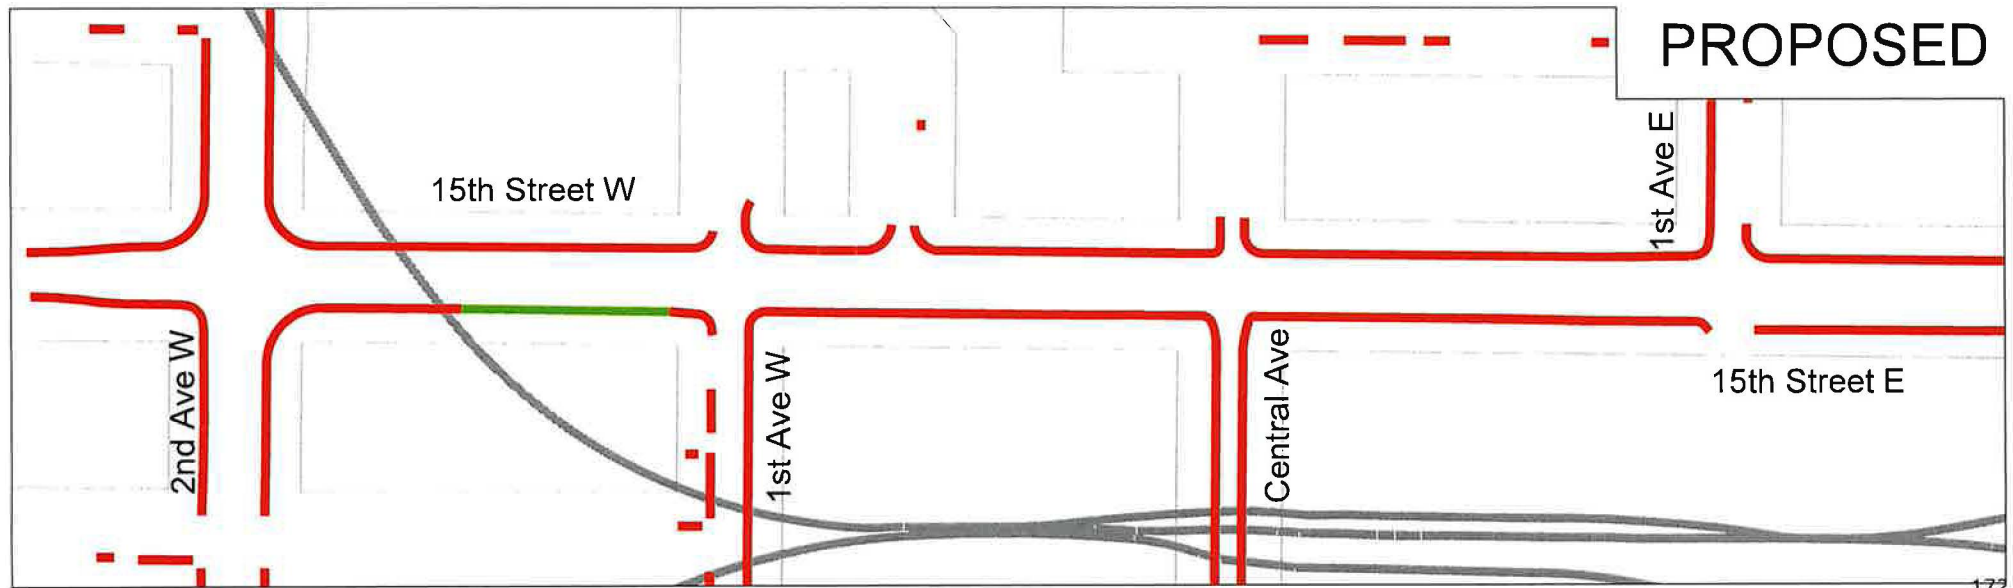 PROPOSED
1st Ave E
15th Street W
2nd Ave W
1st Ave W
Central Ave
15th Street E